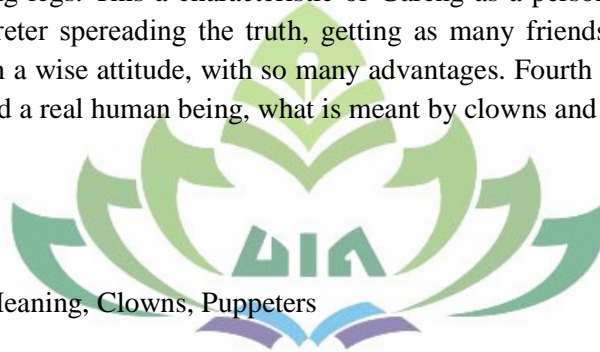 ng legs. This a characteristic of Gareng as a person
reter spereading the truth, getting as many friends
n a wise attitude, with so many advantages. Fourth
d a real human being, what is meant by clowns and
UIN
Meaning, Clowns, Puppeters